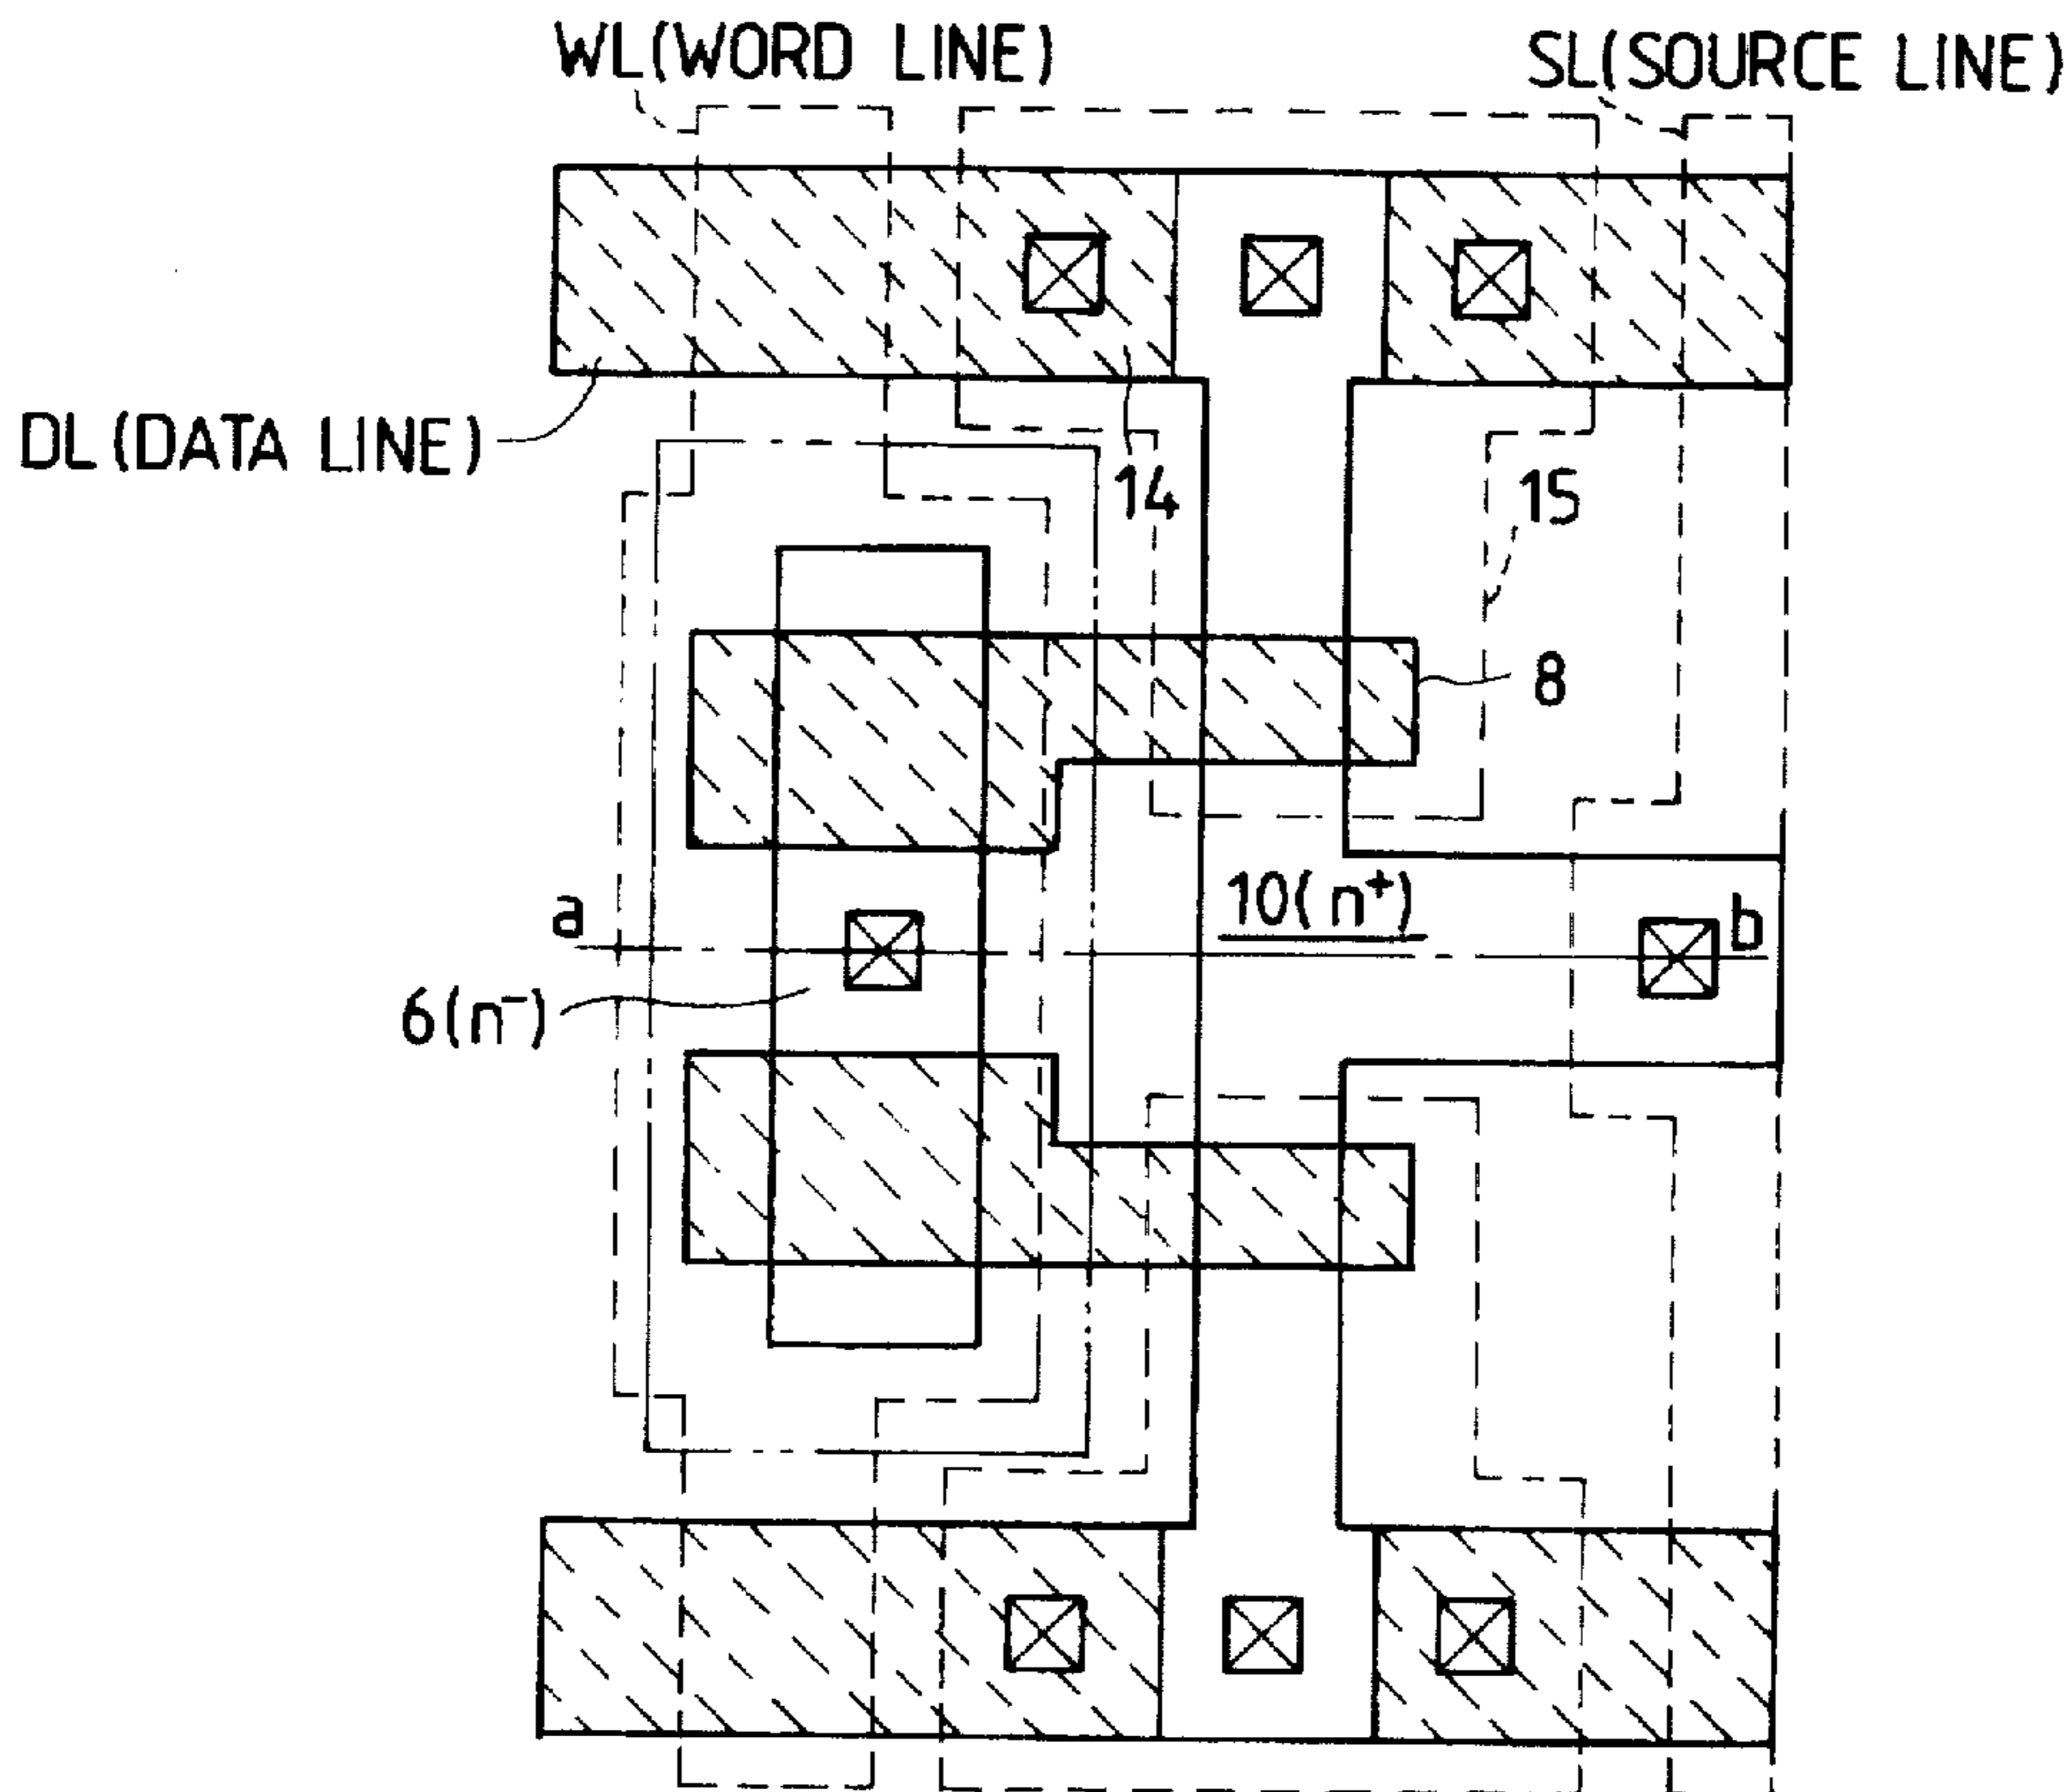 WL(WORD LINE)
SL(SOURCE LINE)
DL(DATA LINE)
14
15
8
10(n+)
a
b
6(n-)